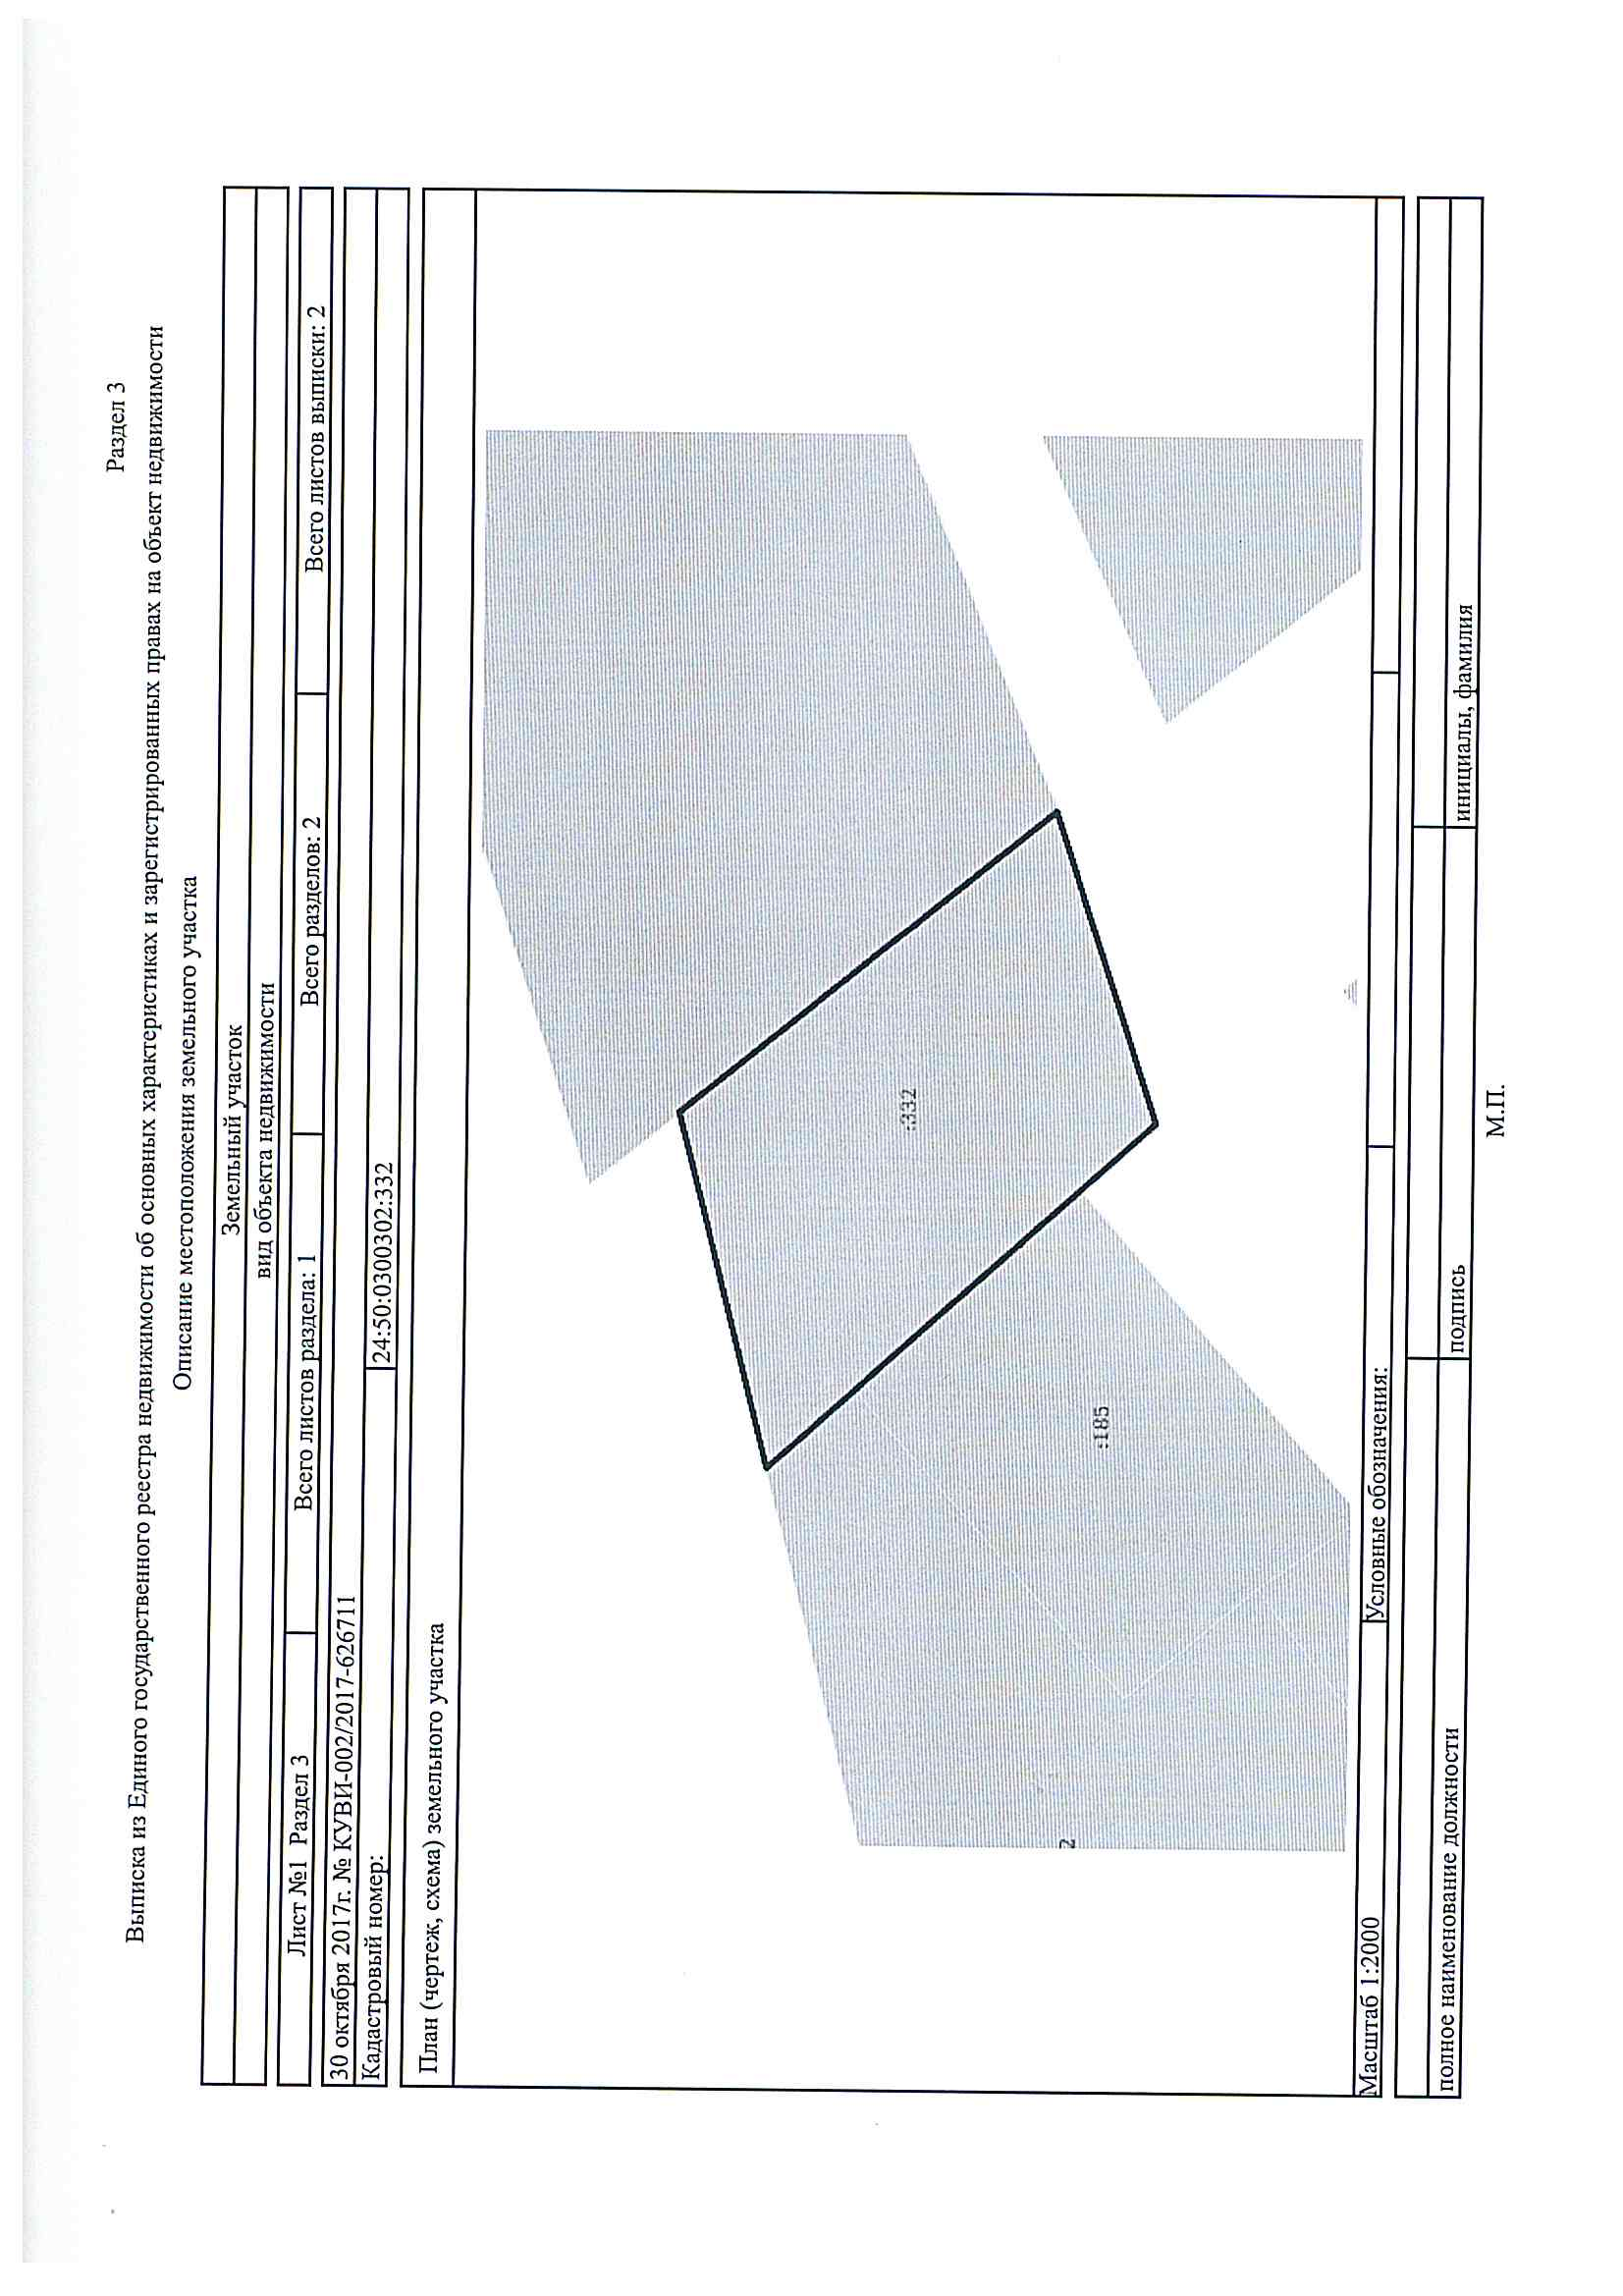 Раздел 3
Выписка из Единого государственного реестра недвижимости об основных характеристиках и зарегистрированных правах на объект недвижимости
Описание местоположения земельного участка
Земельный участок
вид объекта недвижимости
Лист №1 Раздел 3
Всего листов раздела: 1
Всего разделов: 2
Всего листов выписки: 2
30 октября 2017г. № КУВИ-002/2017-626711
Кадастровый номер:
24:50:0300302:332
План (чертеж, схема) земельного участка
:332
:185
2
Масштаб 1:2000
Условные обозначения:
полное наименование должности
подпись
инициалы, фамилия
М.П.